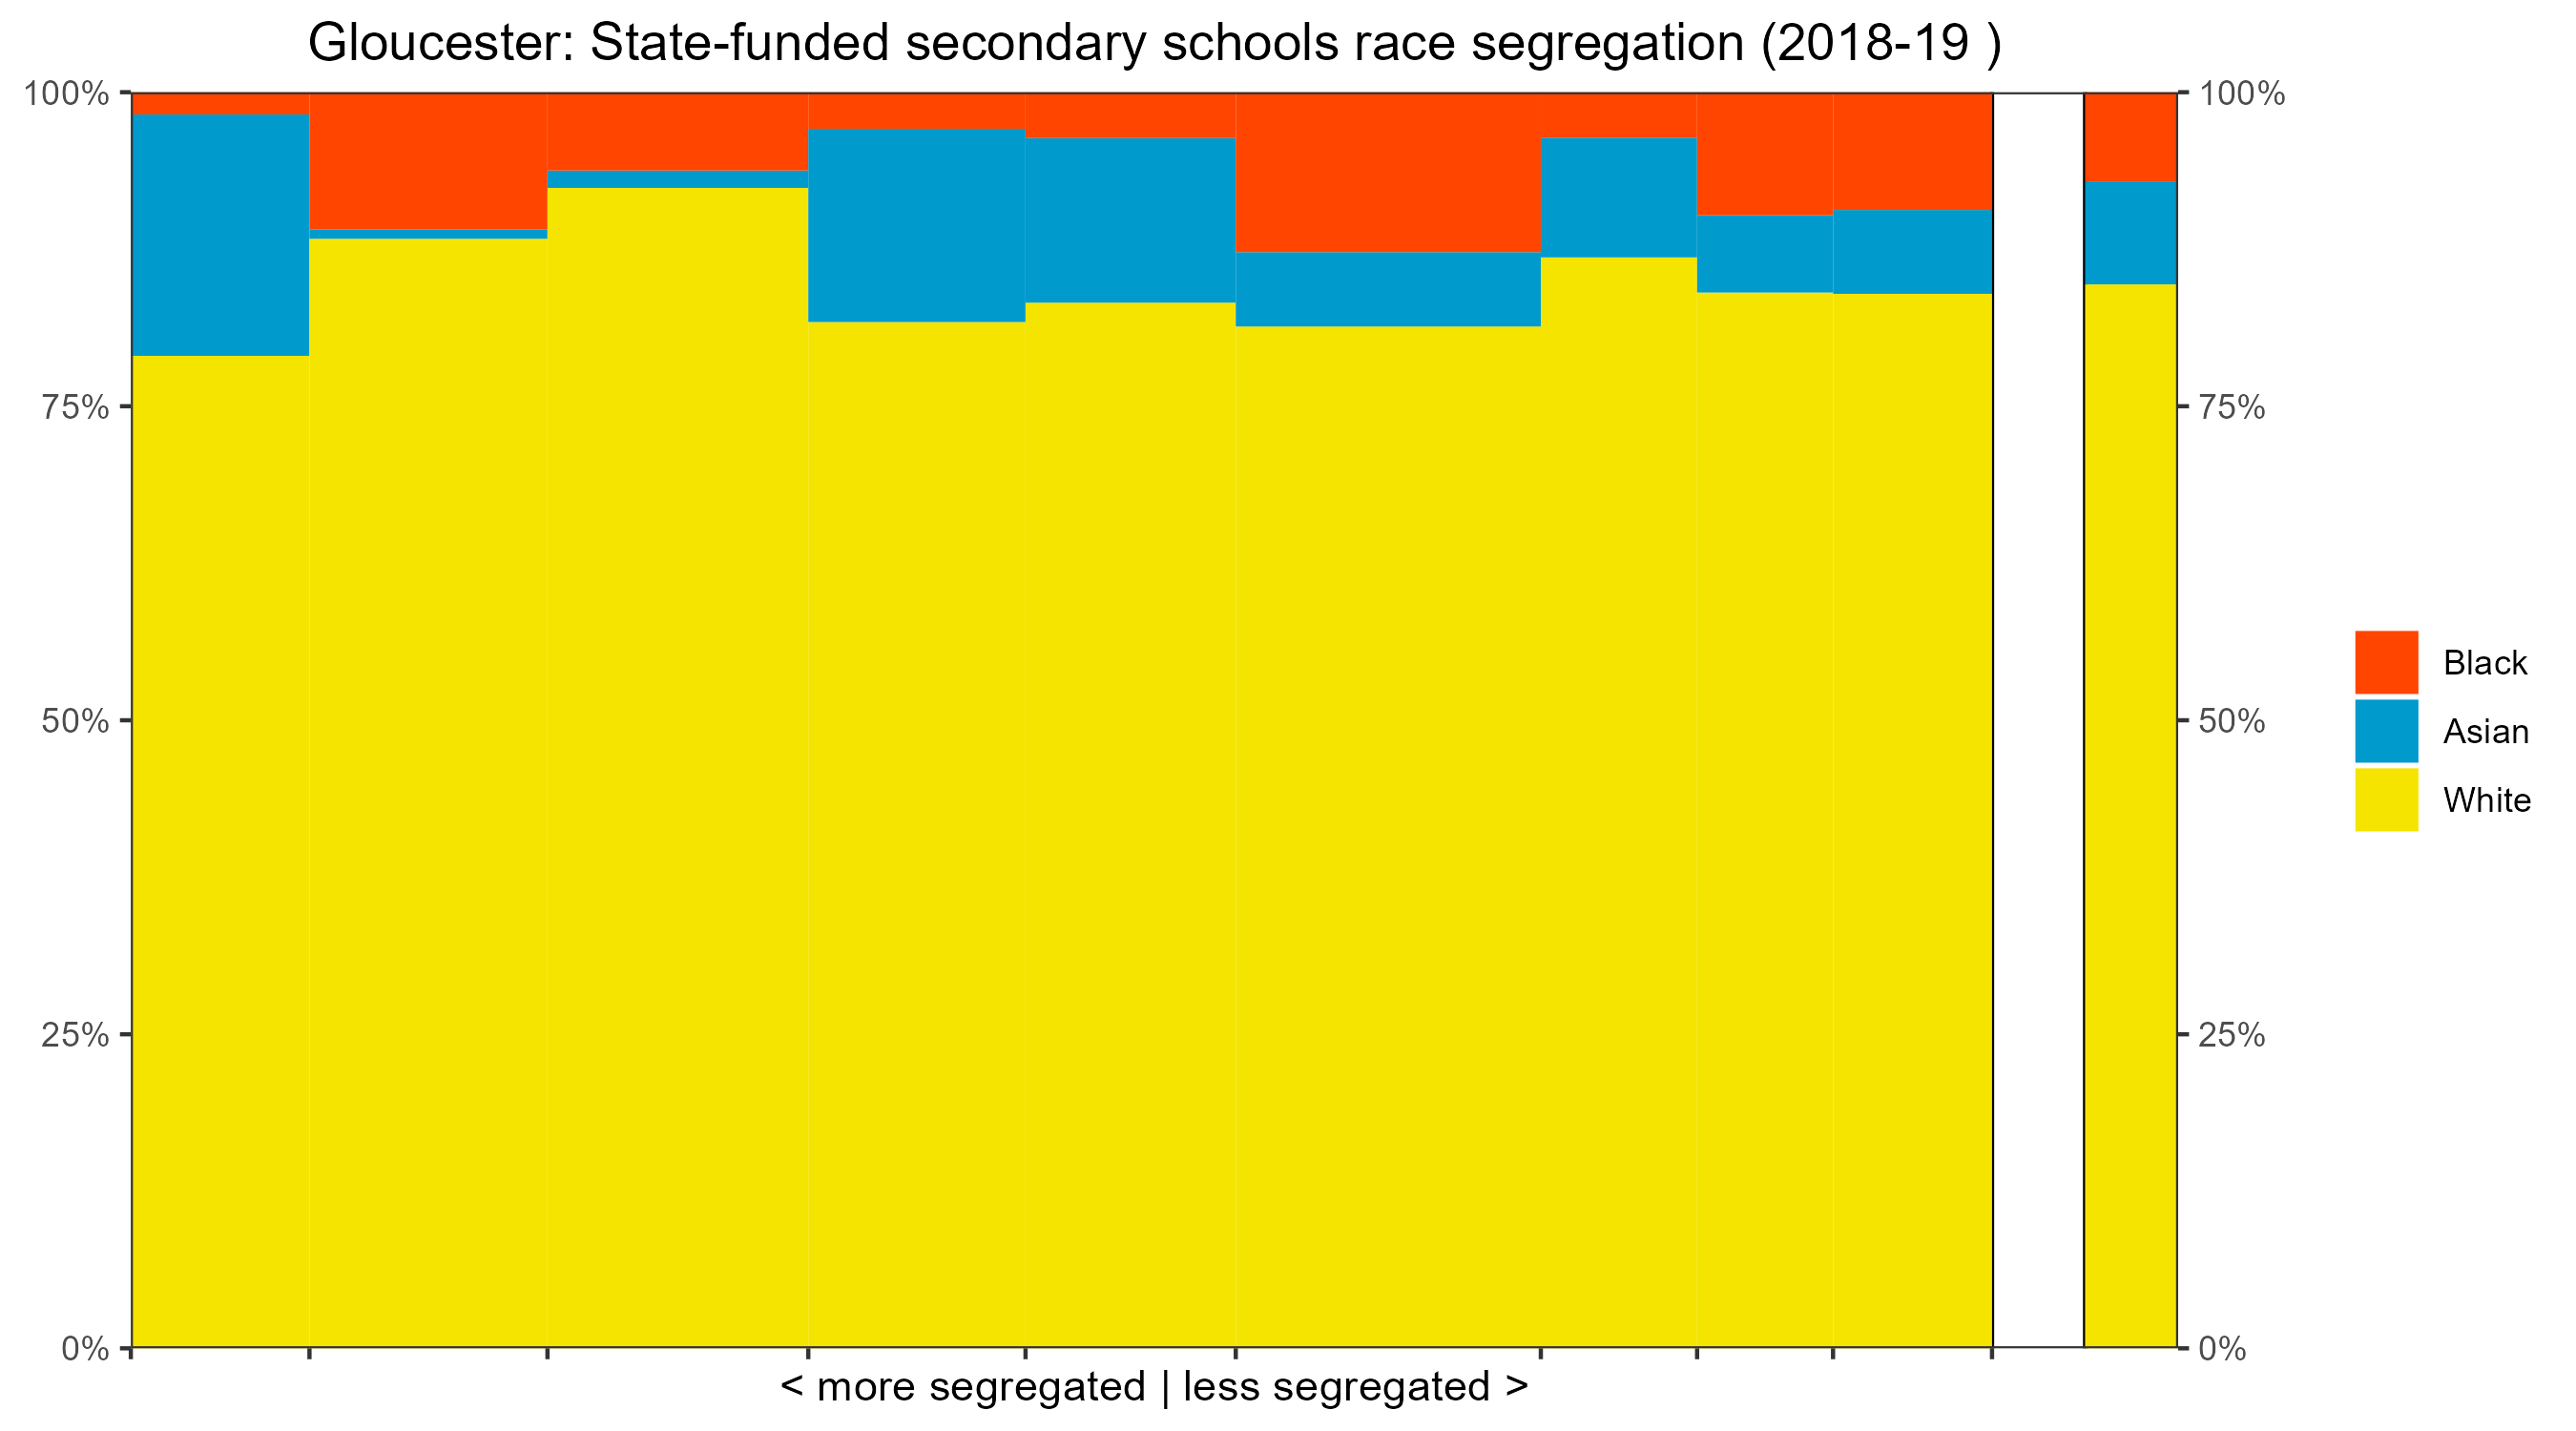 Gloucester: State-funded secondary schools race segregation (2018-19 )
100%
75%
50%
25%
0%
100%
75%
50%
25%
0%
< more segregated | less segregated >
Black
Asian
White